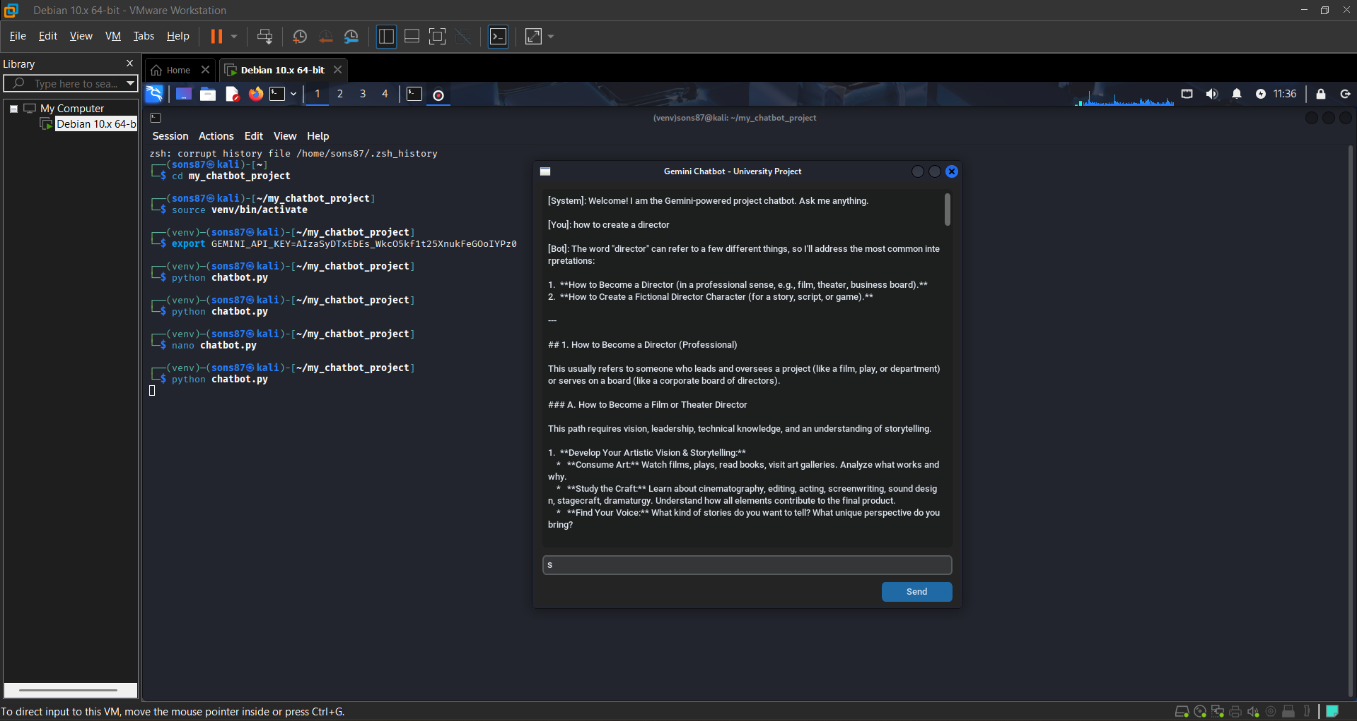 Debian 10.x 64-bit - VMware Workstation
File Edit View VM Tabs Help
Library
Type here to sea...
My Computer
Debian 10.x 64-b
Home
Debian 10.x 64-bit
1 2 3 4
11:36
(venv)sons87@kali: ~/my_chatbot_project
Session Actions Edit View Help
zsh: corrupt history file /home/sons87/.zsh_history
┌──(sons87㉿kali)-[~]
└─$ cd my_chatbot_project
┌──(sons87㉿kali)-[~/my_chatbot_project]
└─$ source venv/bin/activate
┌──(venv)─(sons87㉿kali)-[~/my_chatbot_project]
└─$ export GEMINI_API_KEY=AIzaSyDTxEbEs_WkcO5kf1t25XnukFeGOoIYPz0
┌──(venv)─(sons87㉿kali)-[~/my_chatbot_project]
└─$ python chatbot.py
┌──(venv)─(sons87㉿kali)-[~/my_chatbot_project]
└─$ python chatbot.py
┌──(venv)─(sons87㉿kali)-[~/my_chatbot_project]
└─$ nano chatbot.py
┌──(venv)─(sons87㉿kali)-[~/my_chatbot_project]
└─$ python chatbot.py
Gemini Chatbot - University Project
[System]: Welcome! I am the Gemini-powered project chatbot. Ask me anything.
[You]: how to create a director
[Bot]: The word "director" can refer to a few different things, so I'll address the most common inte
rpretations:
1. **How to Become a Director (in a professional sense, e.g., film, theater, business board).**
2. **How to Create a Fictional Director Character (for a story, script, or game).**
---
## 1. How to Become a Director (Professional)
This usually refers to someone who leads and oversees a project (like a film, play, or department)
or serves on a board (like a corporate board of directors).
### A. How to Become a Film or Theater Director
This path requires vision, leadership, technical knowledge, and an understanding of storytelling.
1. **Develop Your Artistic Vision & Storytelling:**
* **Consume Art:** Watch films, plays, read books, visit art galleries. Analyze what works and
why.
* **Study the Craft:** Learn about cinematography, editing, acting, screenwriting, sound desig
n, stagecraft, dramaturgy. Understand how all elements contribute to the final product.
* **Find Your Voice:** What kind of stories do you want to tell? What unique perspective do you
bring?
s
Send
To direct input to this VM, move the mouse pointer inside or press Ctrl+G.